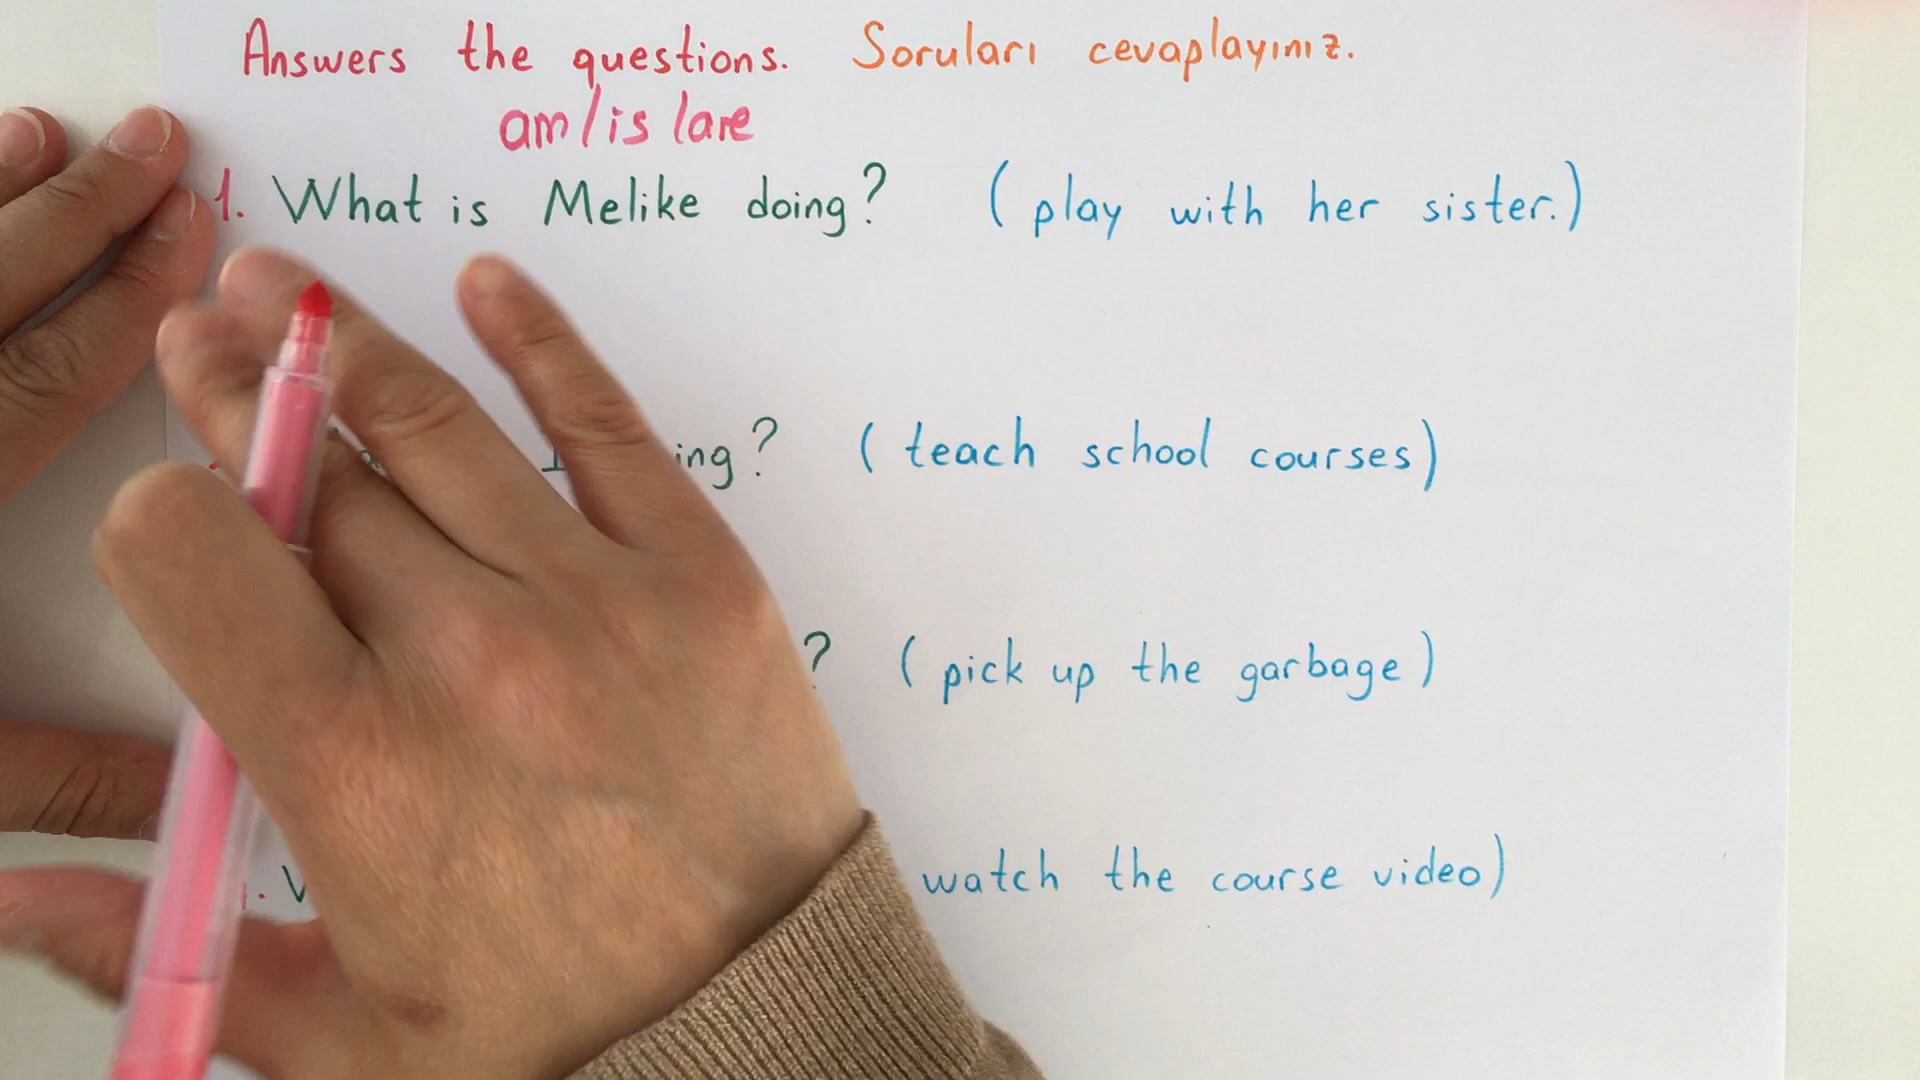 Answers the questions. Soruları cevaplayınız.
am/is/are
1. What is Melike doing? (play with her sister.)
ing? (teach school courses)
? (pick up the garbage)
watch the course video)